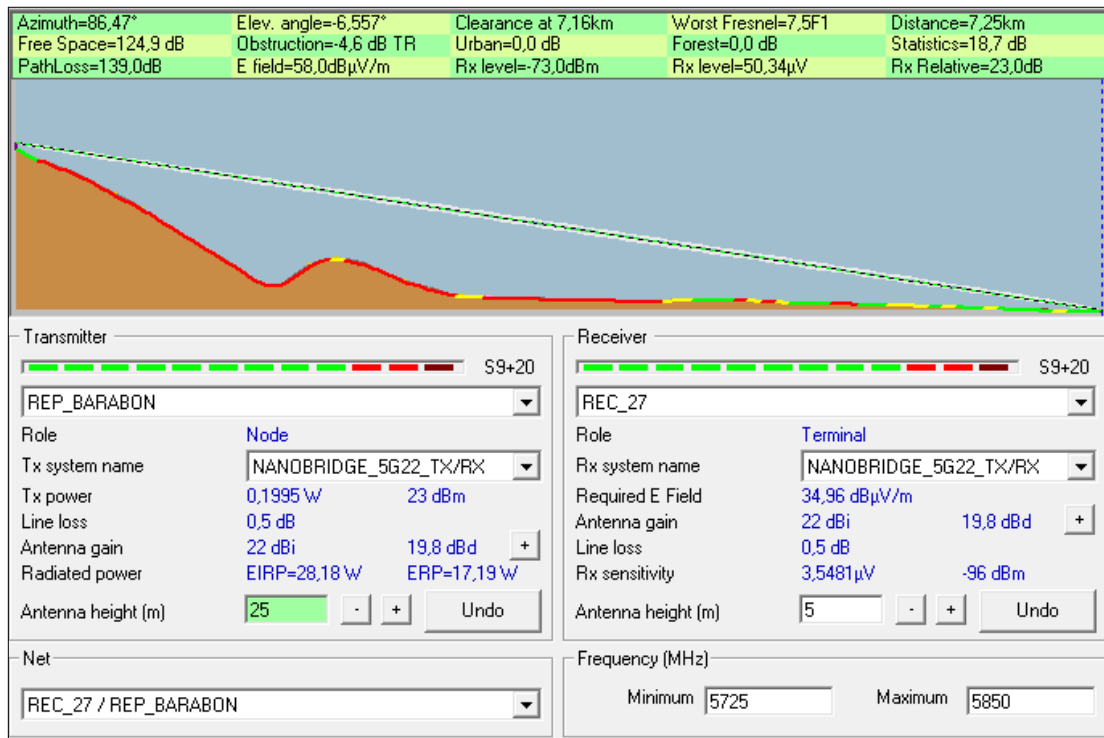 Azimuth=86,47° Elev. angle=-6,557° Clearance at 7,16km Worst Fresnel=7,5F1 Distance=7,25km
Free Space=124,9 dB Obstruction=-4,6 dB TR Urban=0,0 dB Forest=0,0 dB Statistics=18,7 dB
PathLoss=139,0dB E field=58,0dBµV/m Rx level=-73,0dBm Rx level=50,34µV Rx Relative=23,0dB
Transmitter
S9+20
REP_BARABON
Role Node
Tx system name NANOBRIDGE_5G22_TX/RX
Tx power 0,1995 W 23 dBm
Line loss 0,5 dB
Antenna gain 22 dBi 19,8 dBd +
Radiated power EIRP=28,18 W ERP=17,19 W
Antenna height (m) 25 - + Undo
Receiver
S9+20
REC_27
Role Terminal
Rx system name NANOBRIDGE_5G22_TX/RX
Required E Field 34,96 dBµV/m
Antenna gain 22 dBi 19,8 dBd +
Line loss 0,5 dB
Rx sensitivity 3,5481µV -96 dBm
Antenna height (m) 5 - + Undo
Net
REC_27 / REP_BARABON
Frequency (MHz)
Minimum 5725 Maximum 5850